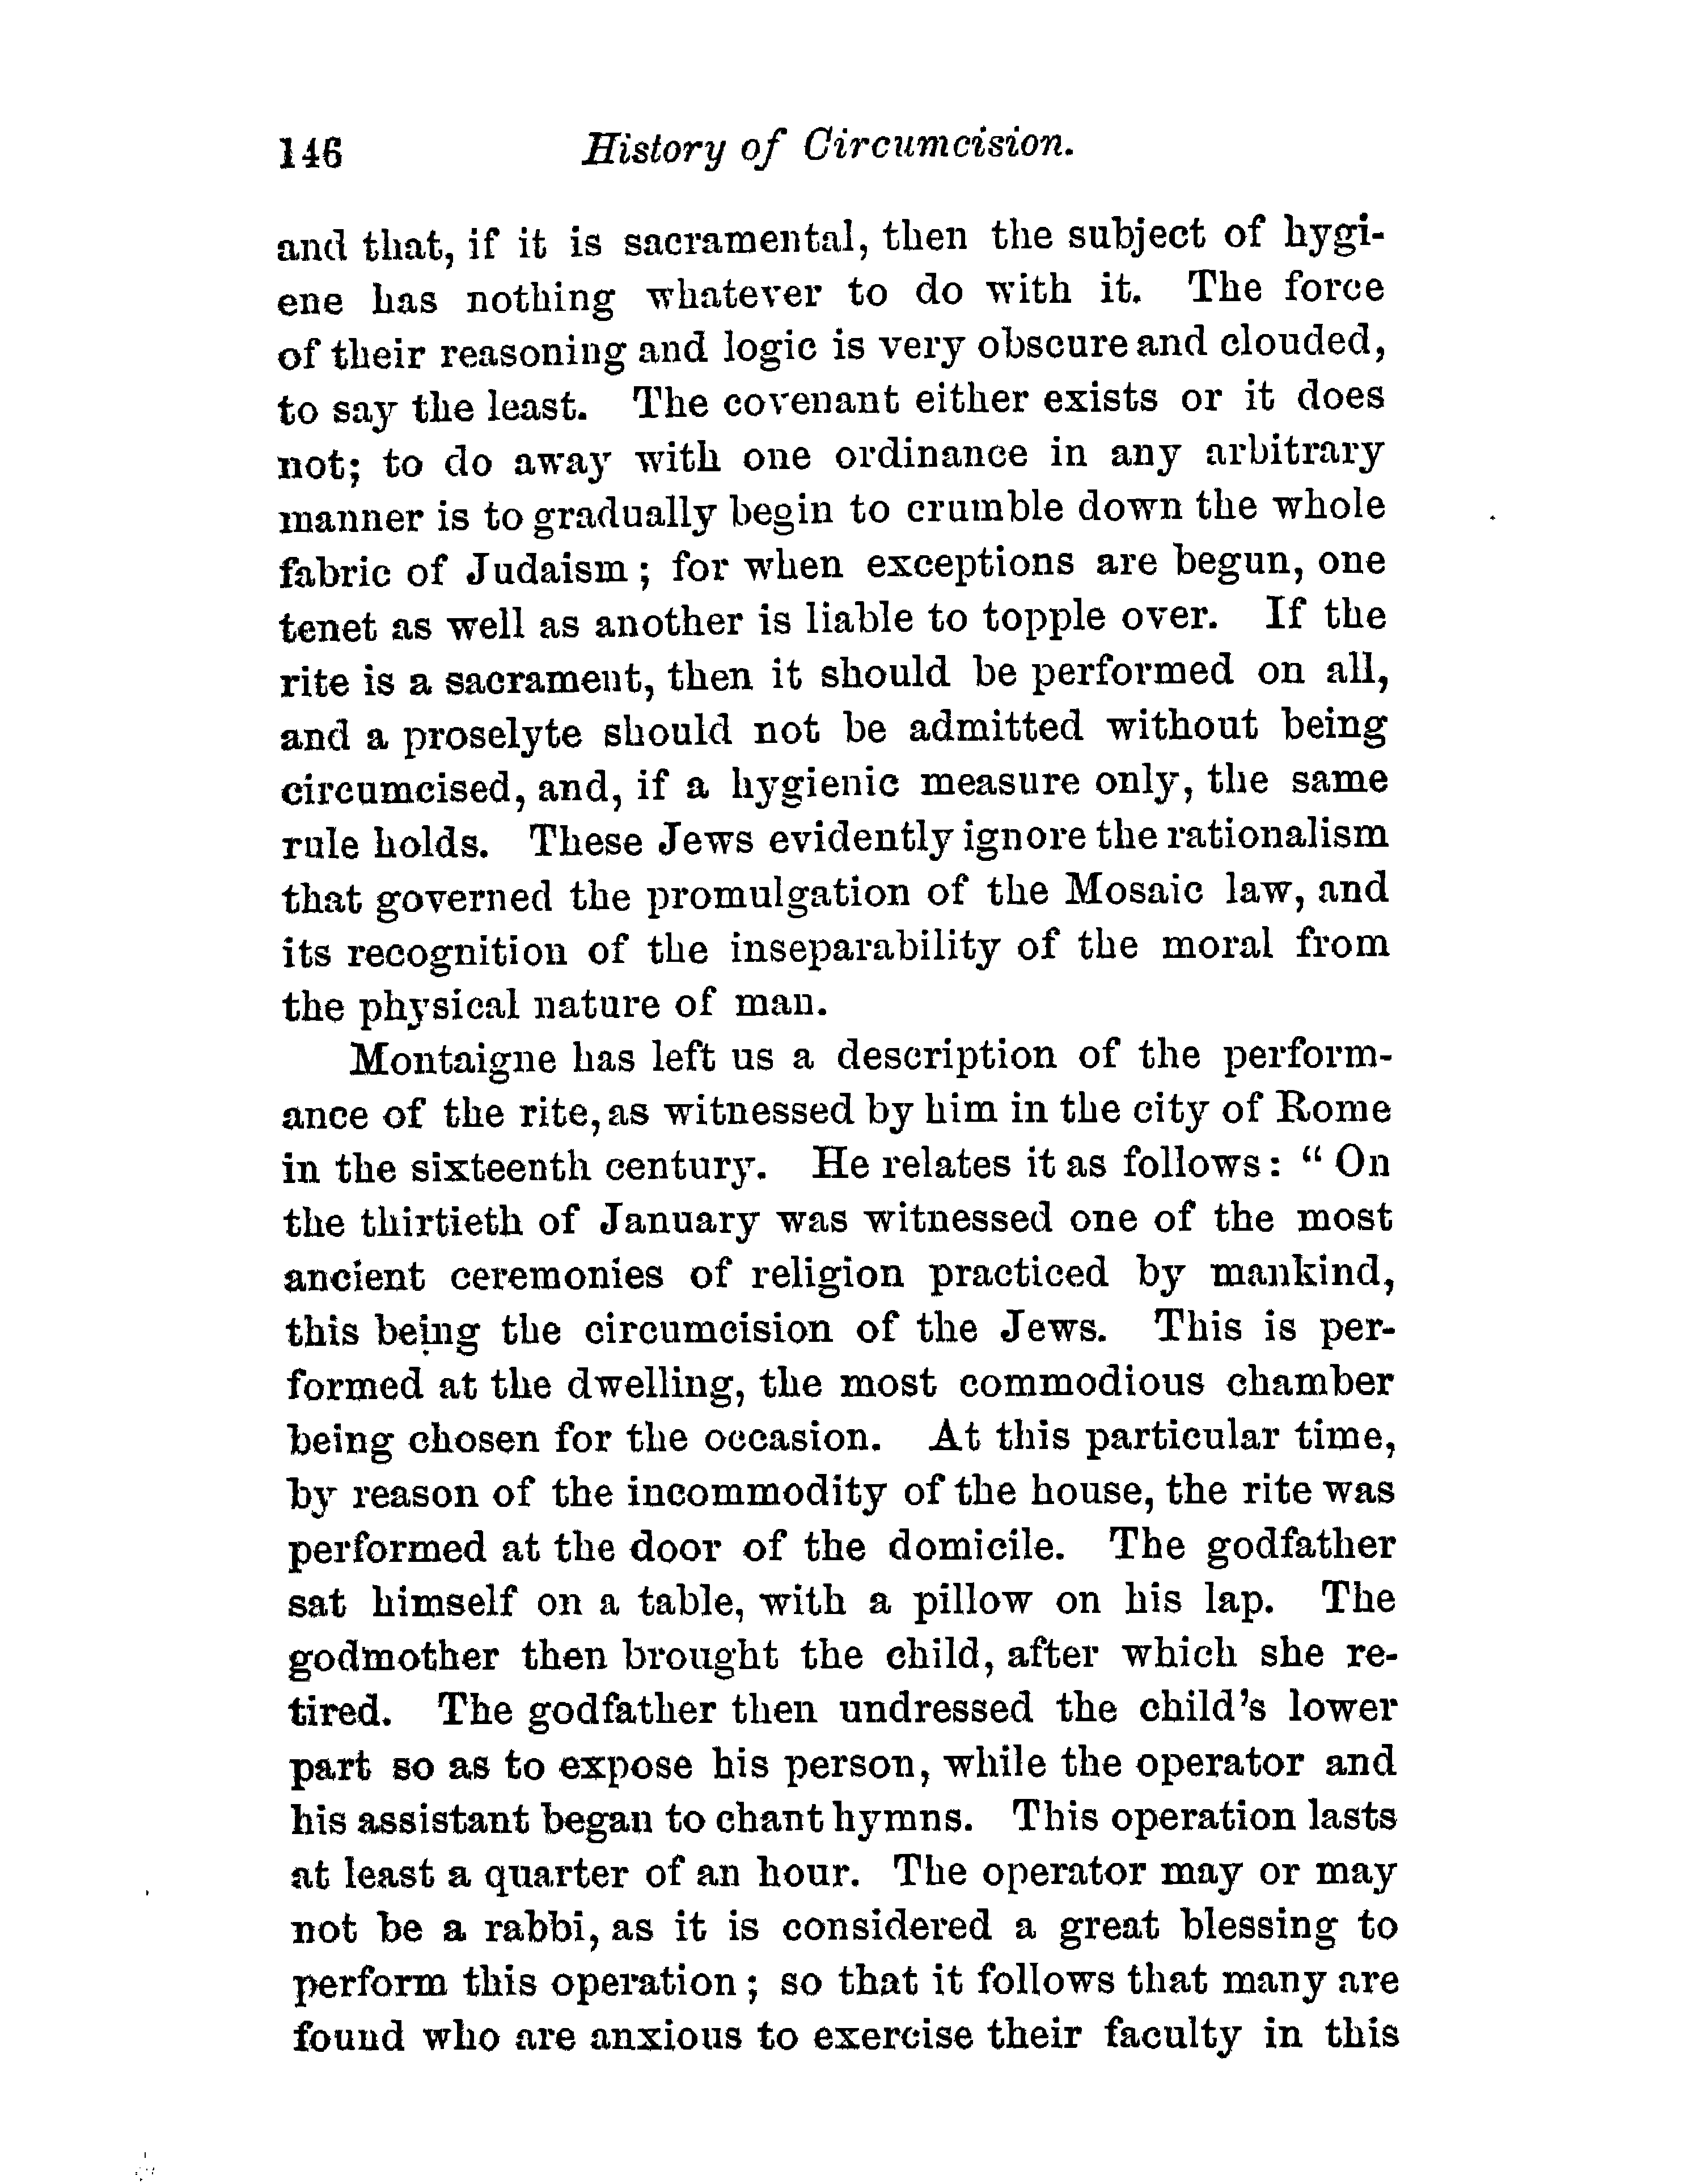 146 History of Circumcision.
and that, if it is sacramental, then the subject of hygi-
ene has nothing whatever to do with it. The force
of their reasoning and logic is very obscure and clouded,
to say the least. The covenant either exists or it does
not; to do away with one ordinance in any arbitrary
manner is to gradually begin to crumble down the whole
fabric of Judaism; for when exceptions are begun, one
tenet as well as another is liable to topple over. If the
rite is a sacrament, then it should be performed on all,
and a proselyte should not be admitted without being
circumcised, and, if a hygienic measure only, the same
rule holds. These Jews evidently ignore the rationalism
that governed the promulgation of the Mosaic law, and
its recognition of the inseparability of the moral from
the physical nature of man.
Montaigne has left us a description of the perform-
ance of the rite, as witnessed by him in the city of Rome
in the sixteenth century. He relates it as follows: "On
the thirtieth of January was witnessed one of the most
ancient ceremonies of religion practiced by mankind,
this being the circumcision of the Jews. This is per-
formed at the dwelling, the most commodious chamber
being chosen for the occasion. At this particular time,
by reason of the incommodity of the house, the rite was
performed at the door of the domicile. The godfather
sat himself on a table, with a pillow on his lap. The
godmother then brought the child, after which she re-
tired. The godfather then undressed the child's lower
part so as to expose his person, while the operator and
his assistant began to chant hymns. This operation lasts
at least a quarter of an hour. The operator may or may
not be a rabbi, as it is considered a great blessing to
perform this operation; so that it follows that many are
found who are anxious to exercise their faculty in this